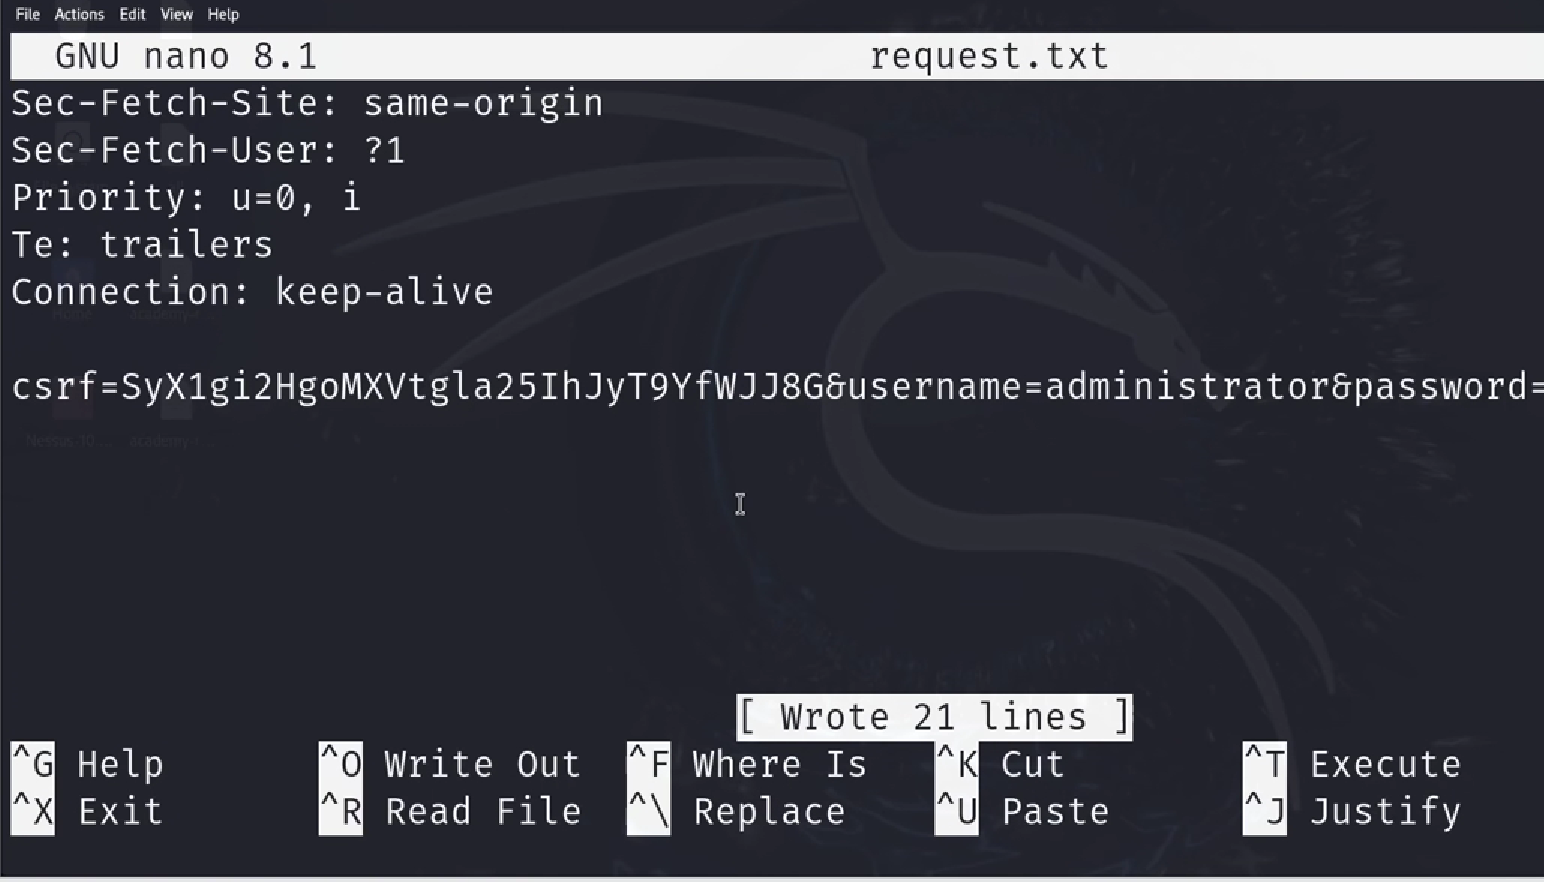 File Actions Edit View Help
GNU nano 8.1 request.txt
Sec-Fetch-Site: same-origin
Sec-Fetch-User: ?1
Priority: u=0, i
Te: trailers
Connection: keep-alive
csrf=SyX1gi2HgoMXVtgla25IhJyT9YfWJJ8G&username=administrator&password=
[ Wrote 21 lines ]
^G Help ^O Write Out ^F Where Is ^K Cut ^T Execute
^X Exit ^R Read File ^\ Replace ^U Paste ^J Justify